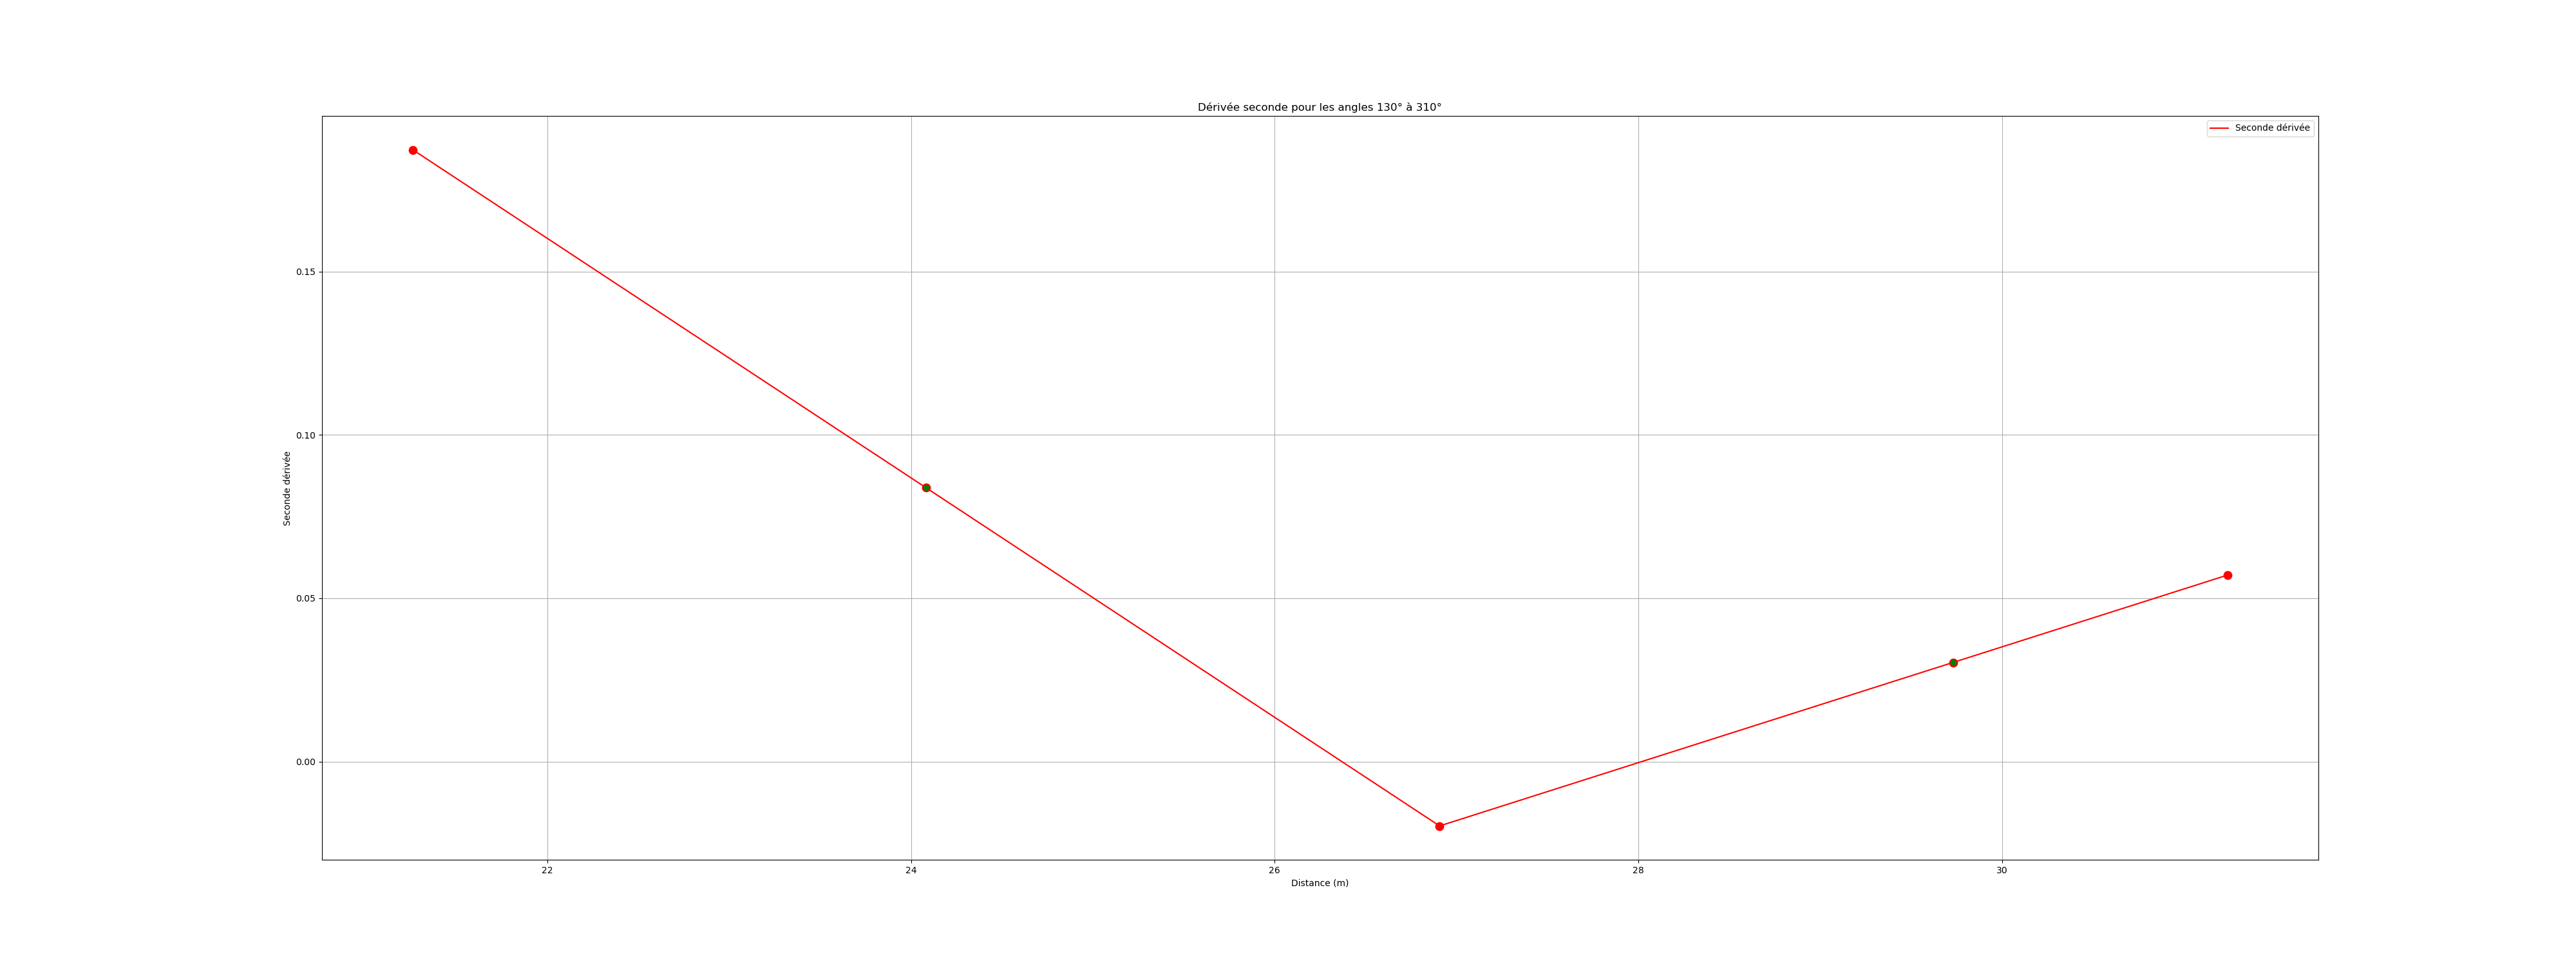 Dérivée seconde pour les angles 130° à 310°
Seconde dérivée
0.15
0.10
0.05
0.00
Seconde dérivée
22 24 26 28 30
Distance (m)